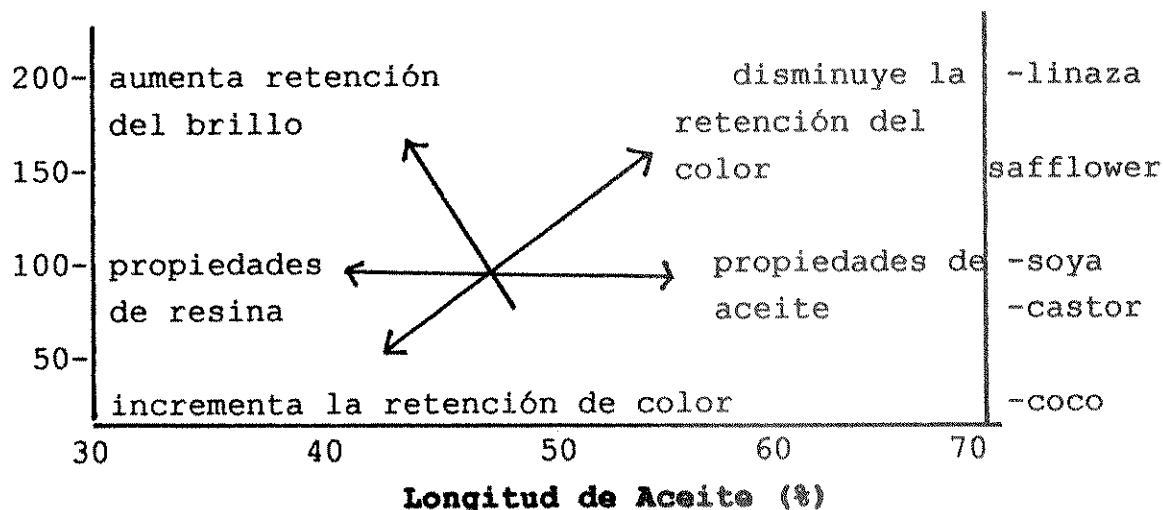 200- aumenta retención disminuye la -linaza
del brillo retención del
150- color safflower
100- propiedades propiedades de -soya
de resina aceite -castor
50-
incrementa la retención de color -coco
30 40 50 60 70
Longitud de Aceite (%)